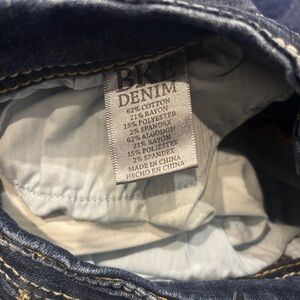 BKE
DENIM
62% COTTON
21% RAYON
15% POLYESTER
2% SPANDEX
62% ALGODON
21% RAYON
15% POLIESTER
2% SPANDEX
MADE IN CHINA
HECHO EN CHINA